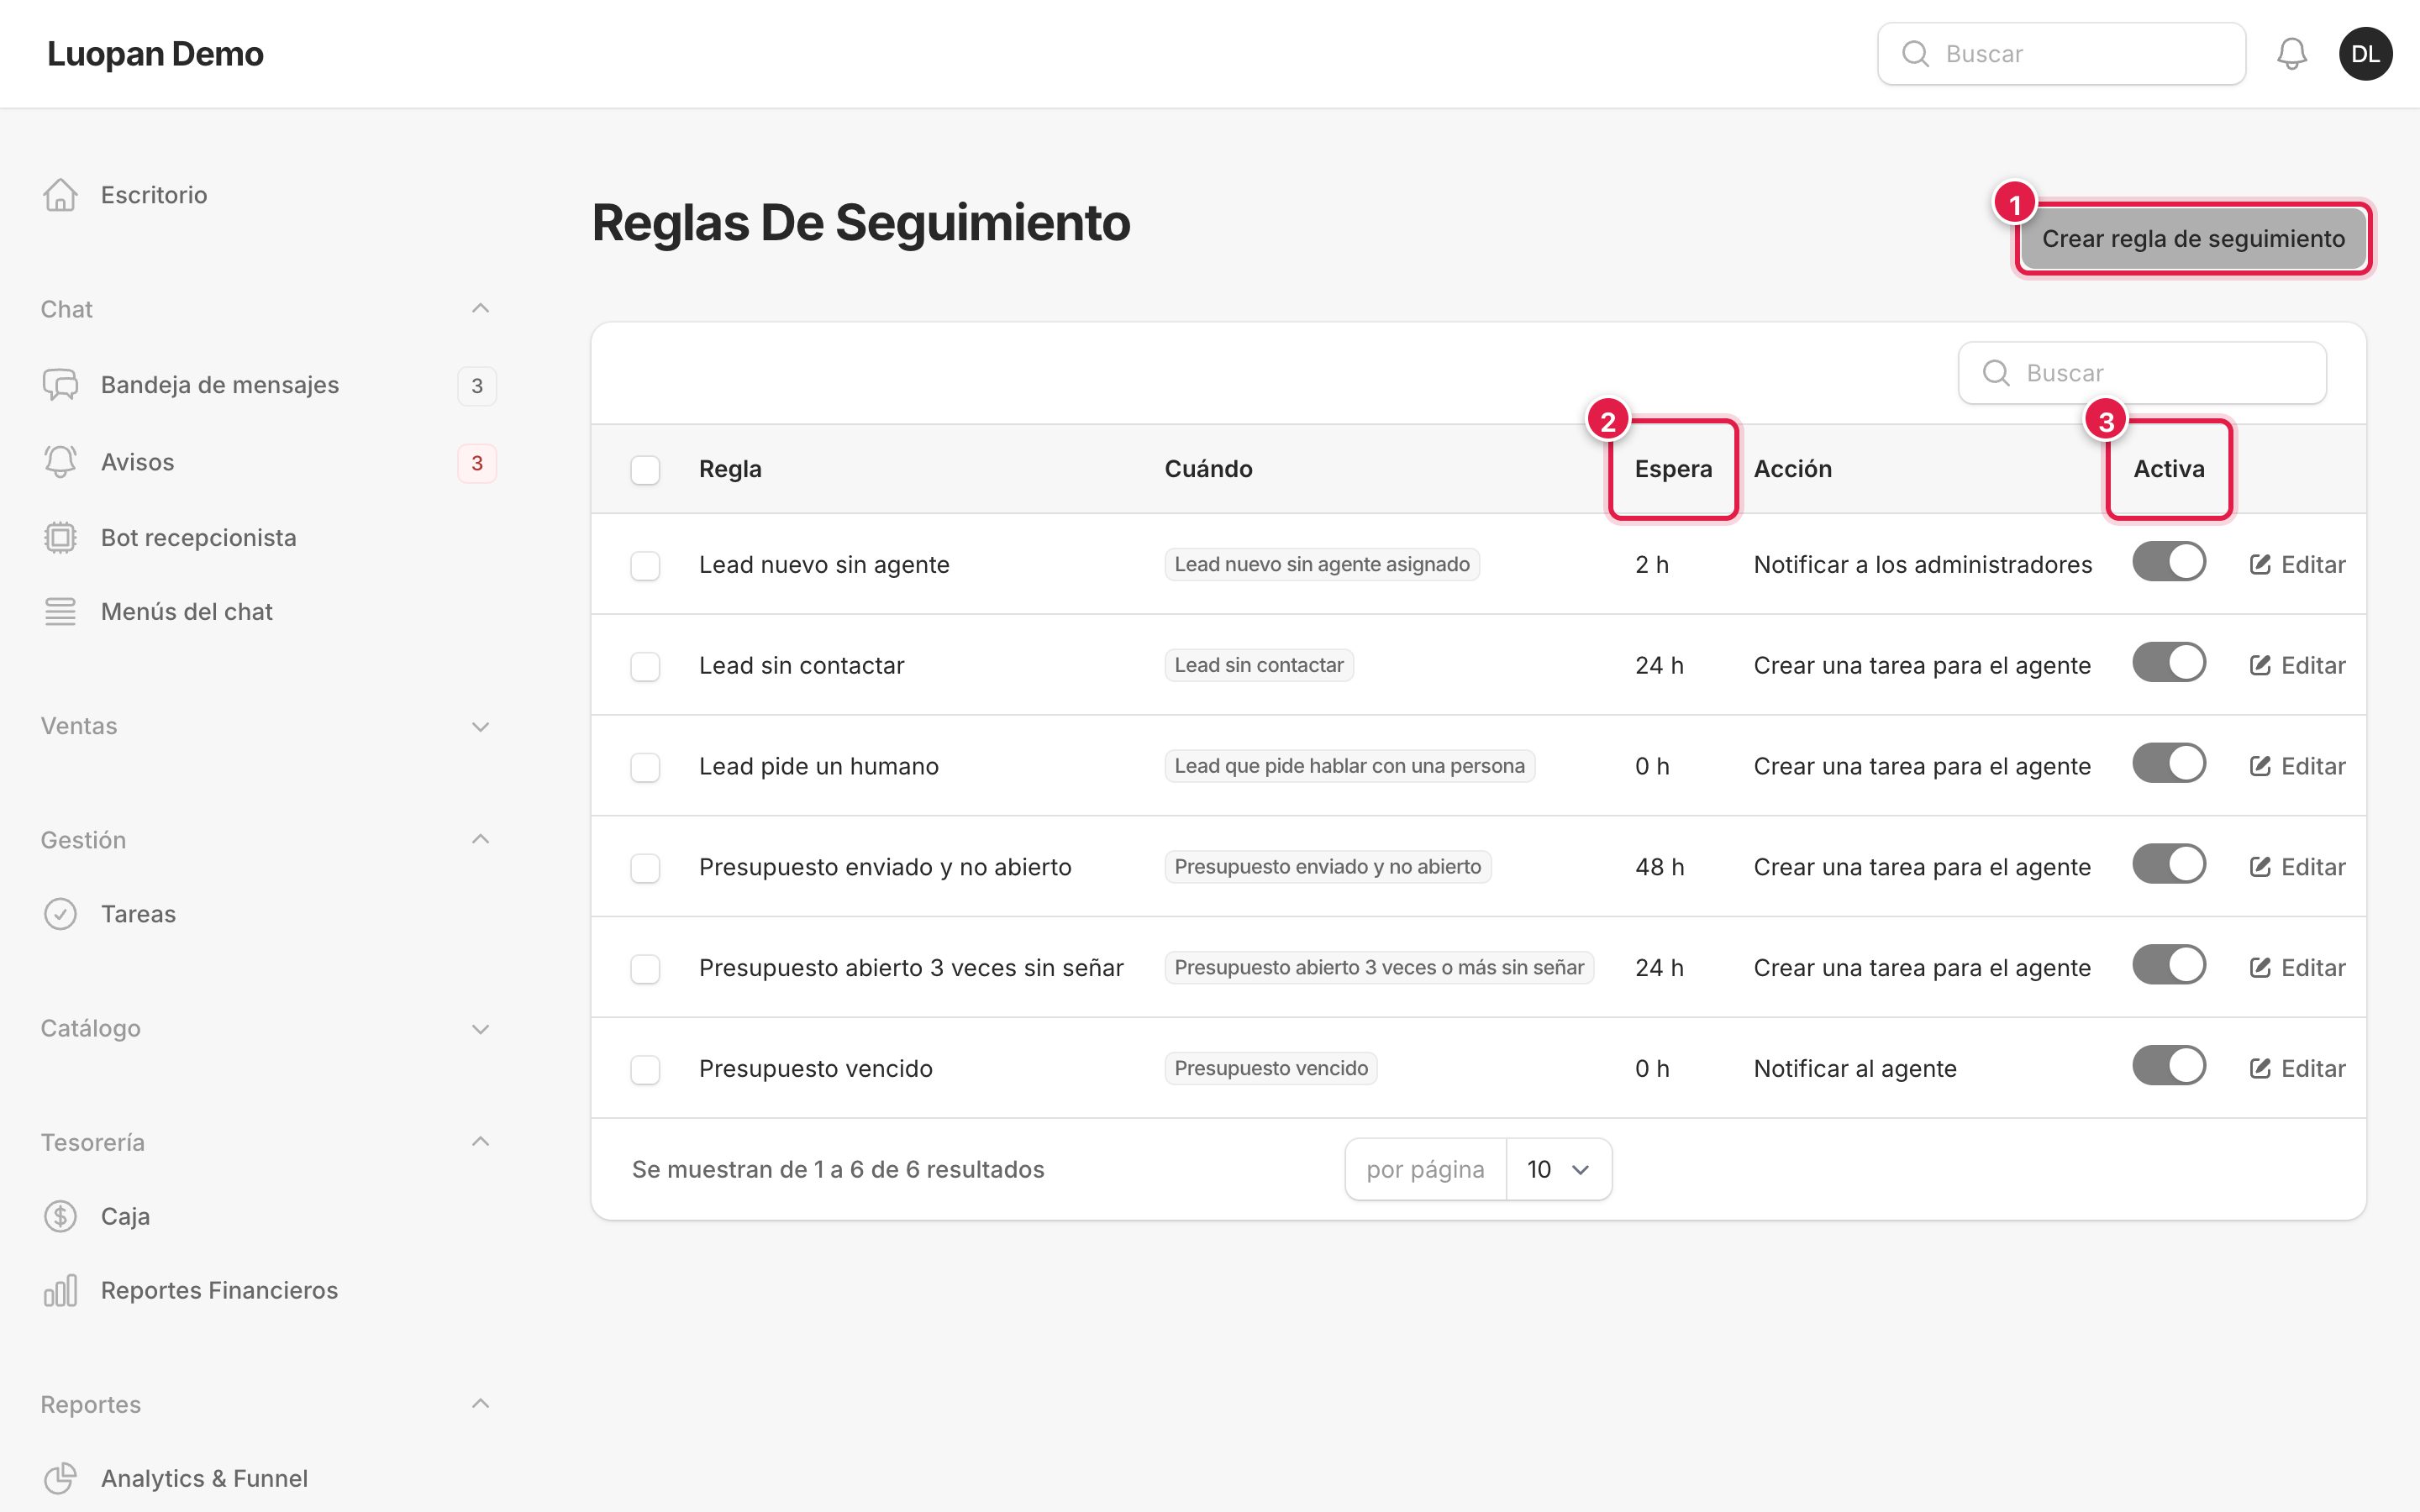 Luopan Demo
Buscar
DL
Escritorio
Chat
Bandeja de mensajes 3
Avisos 3
Bot recepcionista
Menús del chat
Ventas
Gestión
Tareas
Catálogo
Tesorería
Caja
Reportes Financieros
Reportes
Analytics & Funnel
Reglas De Seguimiento
1
Crear regla de seguimiento
Buscar
2
3
Regla Cuándo Espera Acción Activa
Lead nuevo sin agente Lead nuevo sin agente asignado 2 h Notificar a los administradores Editar
Lead sin contactar Lead sin contactar 24 h Crear una tarea para el agente Editar
Lead pide un humano Lead que pide hablar con una persona 0 h Crear una tarea para el agente Editar
Presupuesto enviado y no abierto Presupuesto enviado y no abierto 48 h Crear una tarea para el agente Editar
Presupuesto abierto 3 veces sin señar Presupuesto abierto 3 veces o más sin señar 24 h Crear una tarea para el agente Editar
Presupuesto vencido Presupuesto vencido 0 h Notificar al agente Editar
Se muestran de 1 a 6 de 6 resultados por página 10